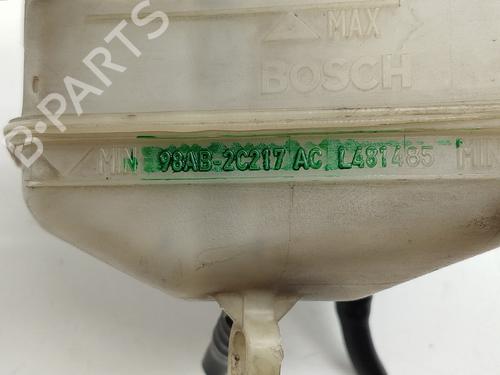 MAX
BOSCH
B-PARTS
MIN 98AB-2C217 AC L481485 MIN